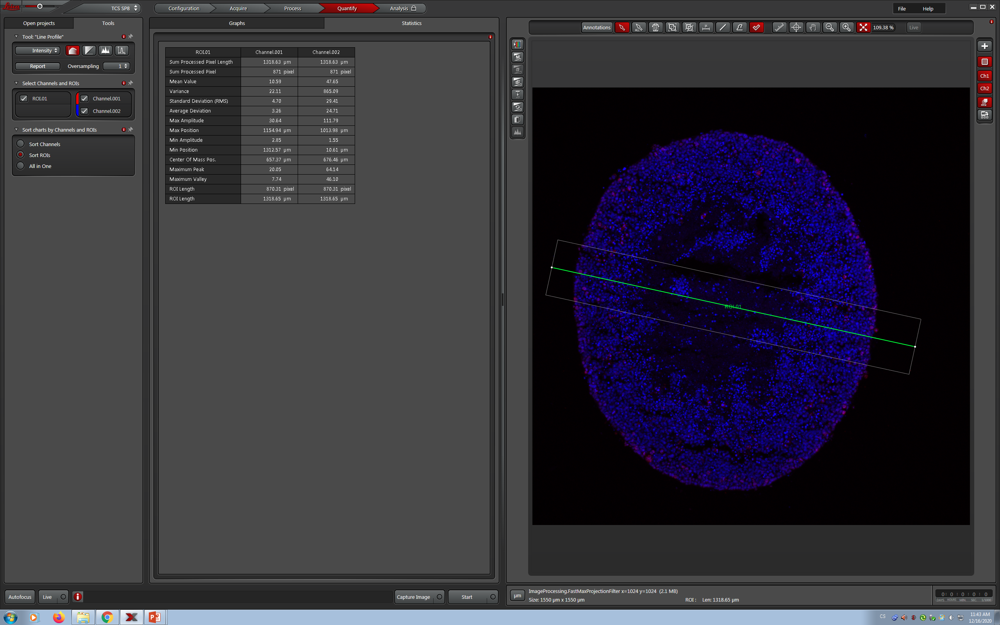 Leica
TCS SP8
Configuration
Acquire
Process
Quantify
Analysis
File
Help
Open projects
Tools
Graphs
Statistics
Annotations
ALL
109.38 %
Live
Tool: "Line Profile"
Intensity
Report
Oversampling
1
Select Channels and ROIs
ROI.01
Channel.001
Channel.002
Sort charts by Channels and ROIs
Sort Channels
Sort ROIs
All in One
ROI.01 Channel.001 Channel.002
Sum Processed Pixel Length 1318.63 µm 1318.63 µm
Sum Processed Pixel 871 pixel 871 pixel
Mean Value 10.59 47.65
Variance 22.11 865.09
Standard Deviation (RMS) 4.70 29.41
Average Deviation 3.26 24.71
Max Amplitude 30.64 111.79
Max Position 1154.94 µm 1013.98 µm
Min Amplitude 2.85 1.55
Min Position 1312.57 µm 10.61 µm
Center Of Mass Pos. 657.37 µm 676.46 µm
Maximum Peak 20.05 64.14
Maximum Valley 7.74 46.10
ROI Length 870.31 pixel 870.31 pixel
ROI Length 1318.65 µm 1318.65 µm
M
Ch1
Ch2
MAX
ROI.01
Autofocus
Live
Capture Image
Start
µm
ImageProcessing.FastMaxProjectionFilter x=1024 y=1024 (2.1 MB)
Size: 1550 µm x 1550 µm
ROI : Len: 1318.65 µm
0: 0 : 0 : 0 : 0
DAYS HOURS MIN. SEC. 1/1000
CS
11:43 AM
12/16/2020